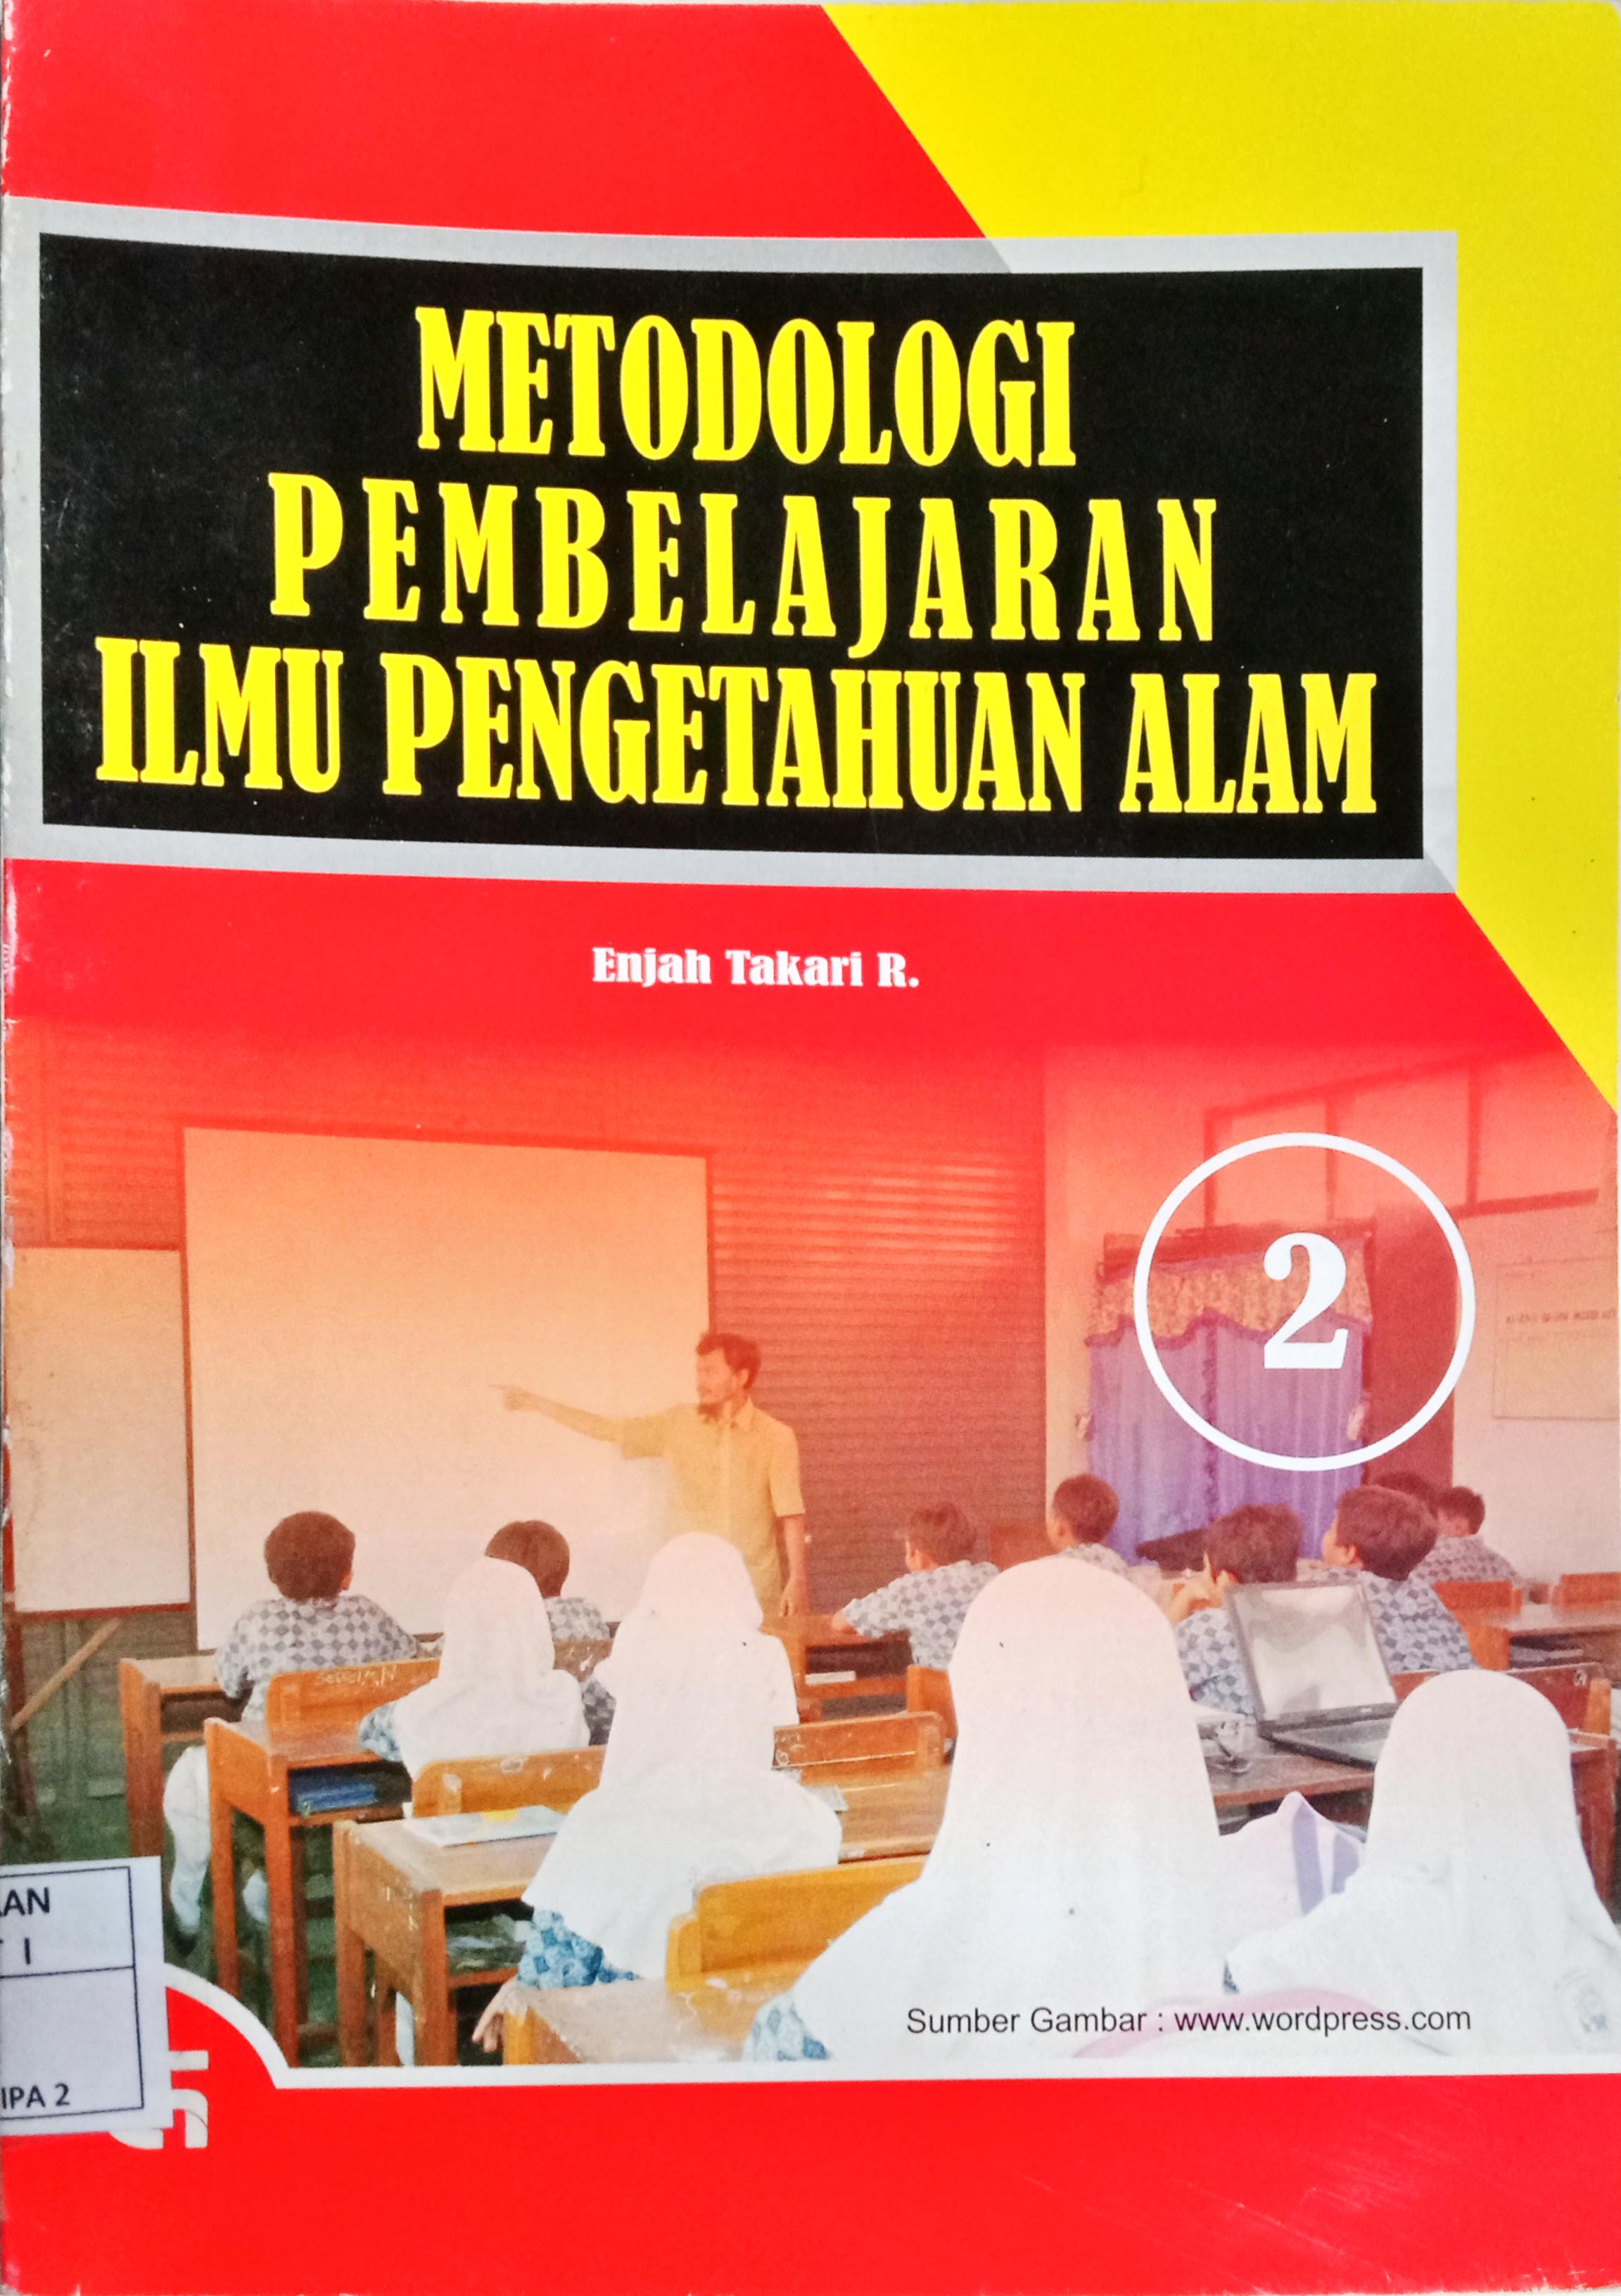 METODOLOGI
PEMBELAJARAN
ILMU PENGETAHUAN ALAM
Enjah Takari R.
2
Sumber Gambar : www.wordpress.com
AN
I
IPA 2